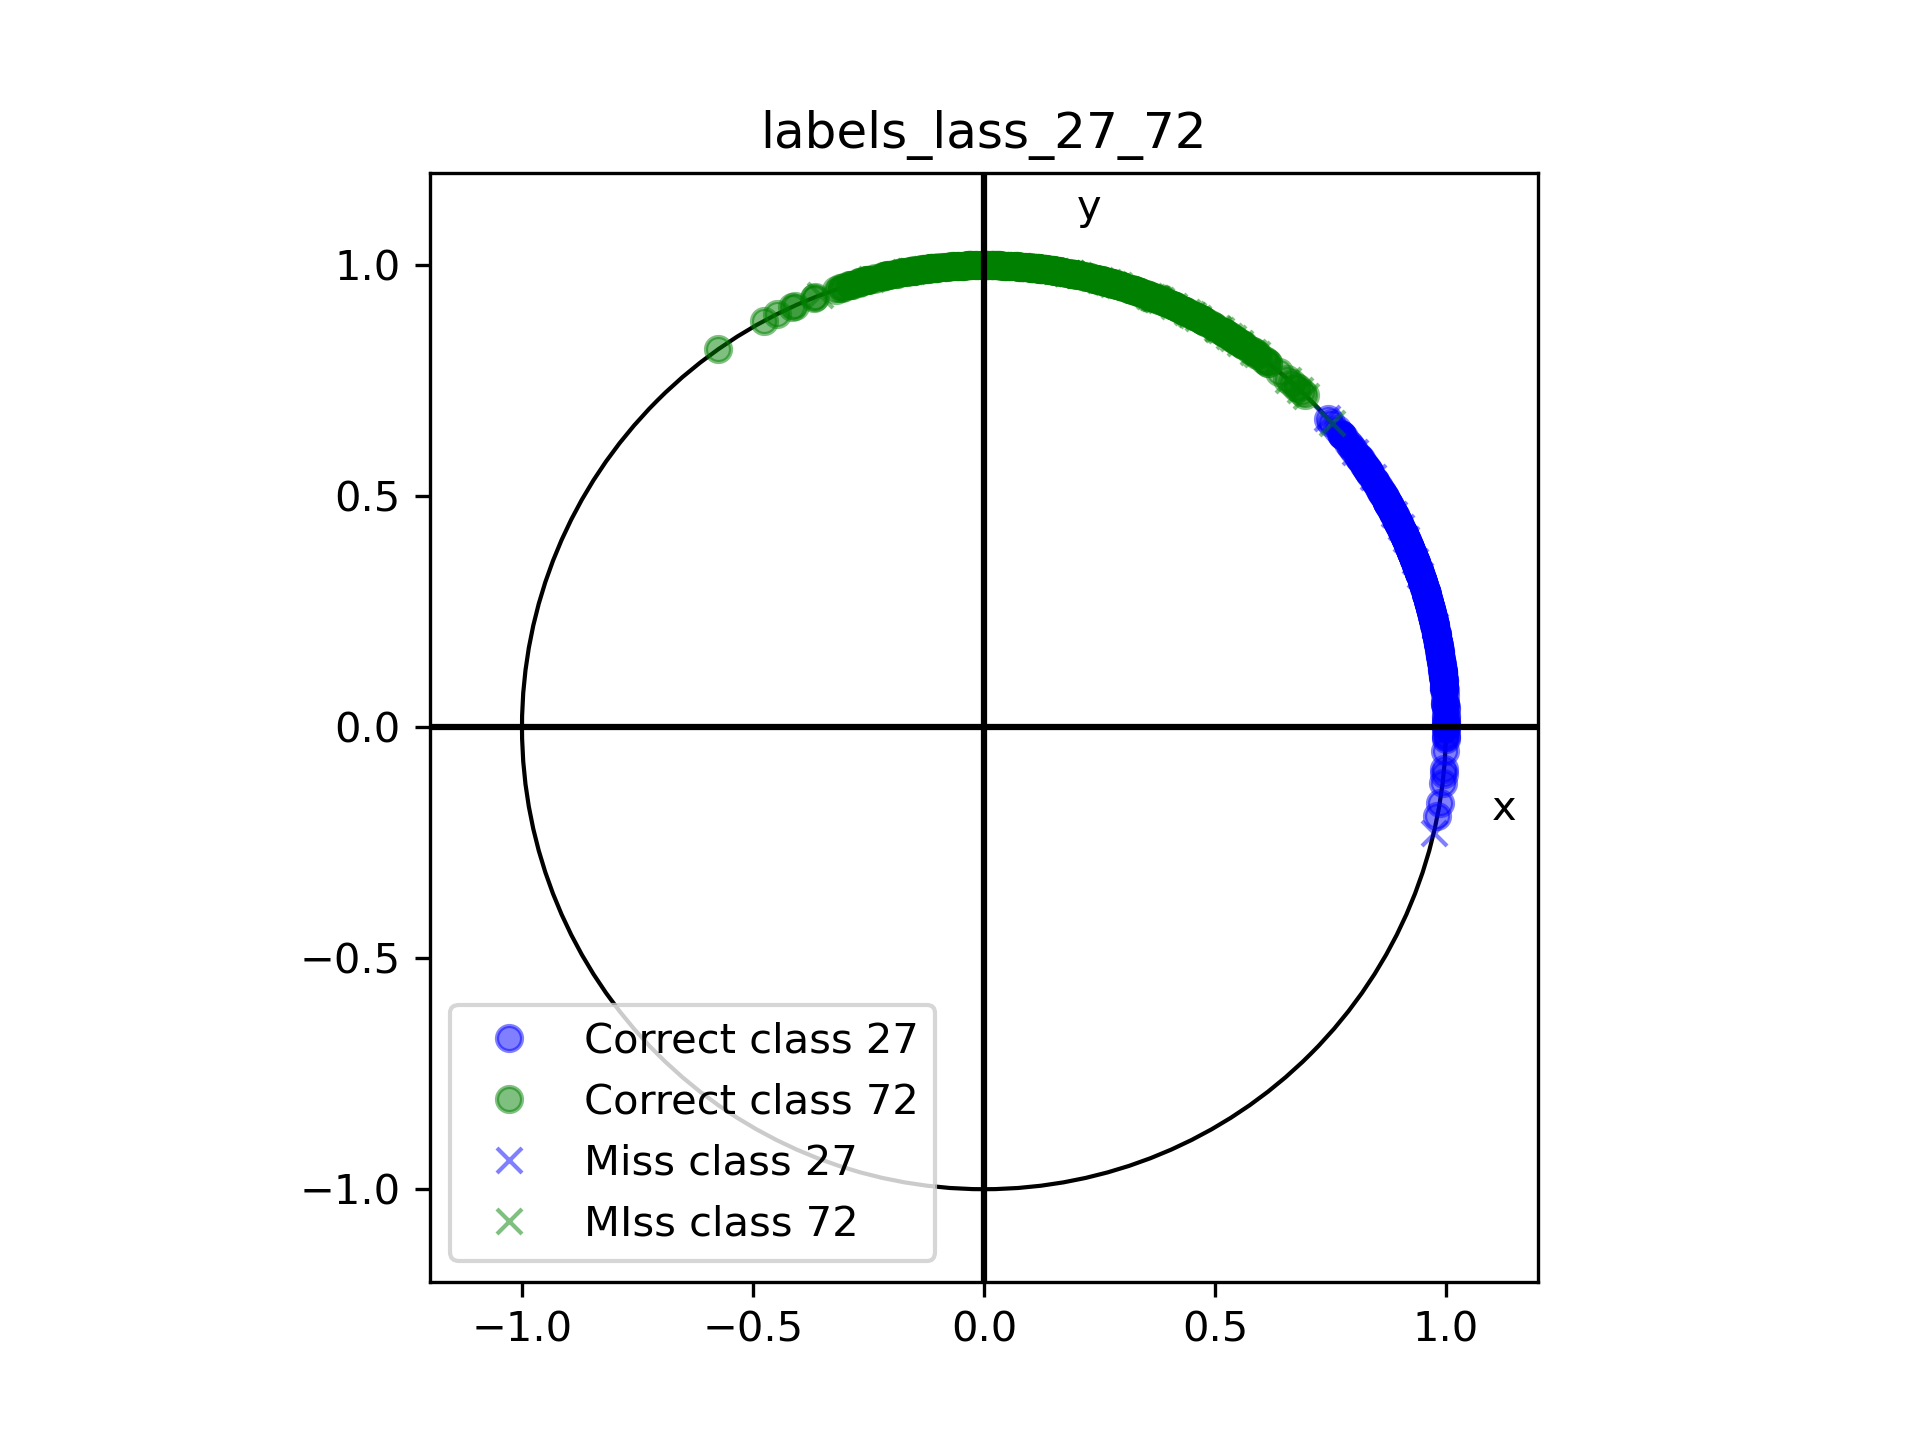 labels_lass_27_72
y
1.0
0.5
0.0
x
−0.5
−1.0
Correct class 27
Correct class 72
Miss class 27
MIss class 72
−1.0 −0.5 0.0 0.5 1.0